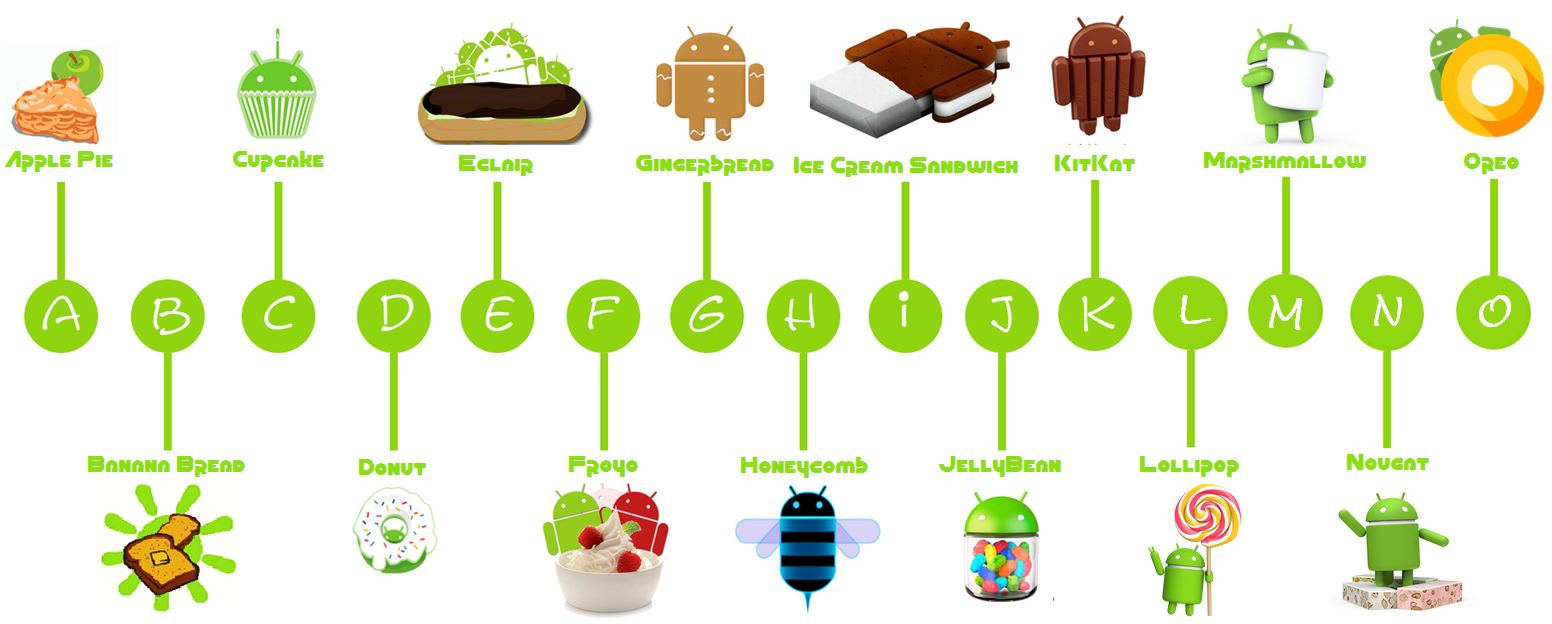 Apple Pie
Cupcake
Eclair
Gingerbread
Ice Cream Sandwich
KitKat
Marshmallow
Oreo
A
B
C
D
E
F
G
H
i
J
K
L
M
N
O
Banana Bread
Donut
Froyo
Honeycomb
JellyBean
Lollipop
Nougat